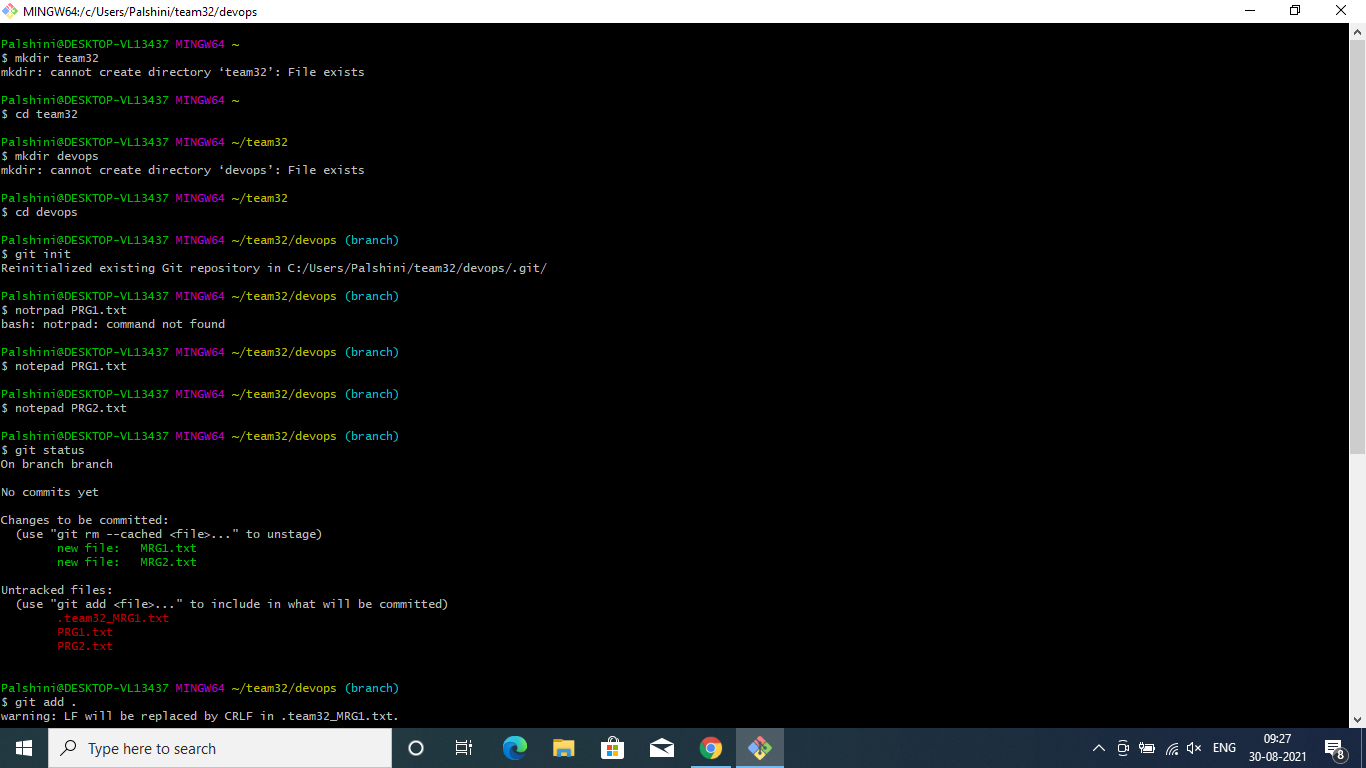 MINGW64:/c/Users/Palshini/team32/devops
Palshini@DESKTOP-VL13437 MINGW64 ~
$ mkdir team32
mkdir: cannot create directory ‘team32’: File exists
Palshini@DESKTOP-VL13437 MINGW64 ~
$ cd team32
Palshini@DESKTOP-VL13437 MINGW64 ~/team32
$ mkdir devops
mkdir: cannot create directory ‘devops’: File exists
Palshini@DESKTOP-VL13437 MINGW64 ~/team32
$ cd devops
Palshini@DESKTOP-VL13437 MINGW64 ~/team32/devops (branch)
$ git init
Reinitialized existing Git repository in C:/Users/Palshini/team32/devops/.git/
Palshini@DESKTOP-VL13437 MINGW64 ~/team32/devops (branch)
$ notrpad PRG1.txt
bash: notrpad: command not found
Palshini@DESKTOP-VL13437 MINGW64 ~/team32/devops (branch)
$ notepad PRG1.txt
Palshini@DESKTOP-VL13437 MINGW64 ~/team32/devops (branch)
$ notepad PRG2.txt
Palshini@DESKTOP-VL13437 MINGW64 ~/team32/devops (branch)
$ git status
On branch branch
No commits yet
Changes to be committed:
(use "git rm --cached <file>..." to unstage)
new file:   MRG1.txt
new file:   MRG2.txt
Untracked files:
(use "git add <file>..." to include in what will be committed)
.team32_MRG1.txt
PRG1.txt
PRG2.txt
Palshini@DESKTOP-VL13437 MINGW64 ~/team32/devops (branch)
$ git add .
warning: LF will be replaced by CRLF in .team32_MRG1.txt.
Type here to search
ENG
09:27
30-08-2021
8